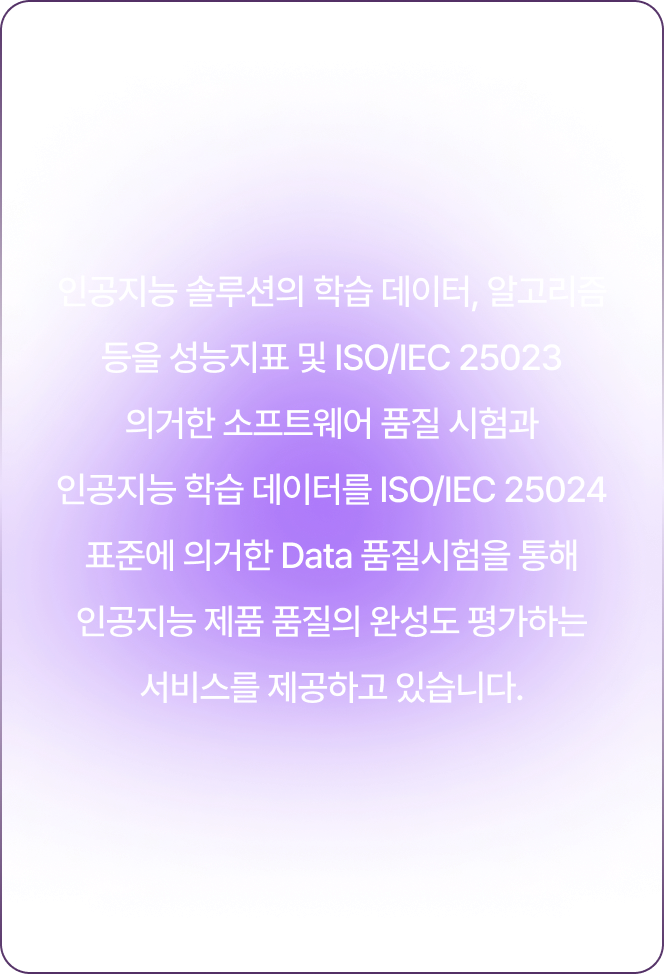 인공지능 솔루션의 학습 데이터, 알고리즘
등을 성능지표 및 ISO/IEC 25023
의거한 소프트웨어 품질 시험과
인공지능 학습 데이터를 ISO/IEC 25024
표준에 의거한 Data 품질시험을 통해
인공지능 제품 품질의 완성도 평가하는
서비스를 제공하고 있습니다.